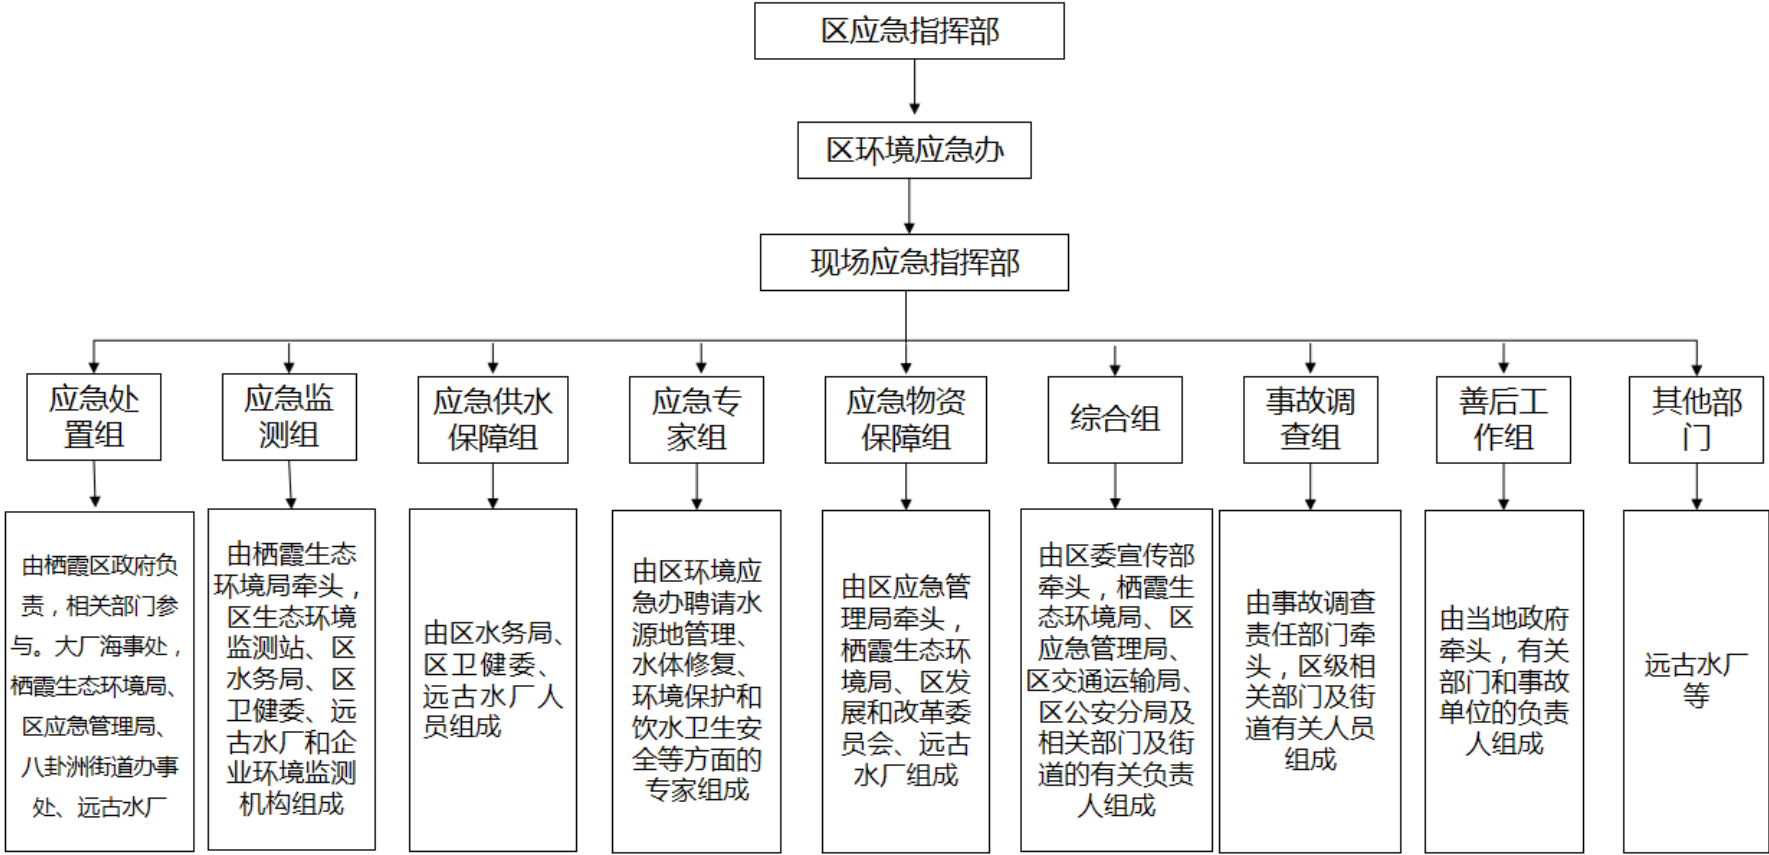 区应急指挥部
区环境应急办
现场应急指挥部
应急处
置组
应急监
测组
应急供水
保障组
应急专
家组
应急物资
保障组
综合组
事故调
查组
善后工
作组
其他部
门
由栖霞区政府负
责，相关部门参
与。大厂海事处，
栖霞生态环境局、
区应急管理局、
八卦洲街道办事
处、远古水厂
由栖霞生态
环境局牵头，
区生态环境
监测站、区
水务局、区
卫健委、远
古水厂和企
业环境监测
机构组成
由区水务局、
区卫健委、
远古水厂人
员组成
由区环境应
急办聘请水
源地管理、
水体修复、
环境保护和
饮水卫生安
全等方面的
专家组成
由区应急管
理局牵头，
栖霞生态环
境局、区发
展和改革委
员会、远古
水厂组成
由区委宣传部
牵头，栖霞生
态环境局、区
应急管理局、
区交通运输局、
区公安分局及
相关部门及街
道的有关负责
人组成
由事故调查
责任部门牵
头，区级相
关部门及街
道有关人员
组成
由当地政府
牵头，有关
部门和事故
单位的负责
人组成
远古水厂
等